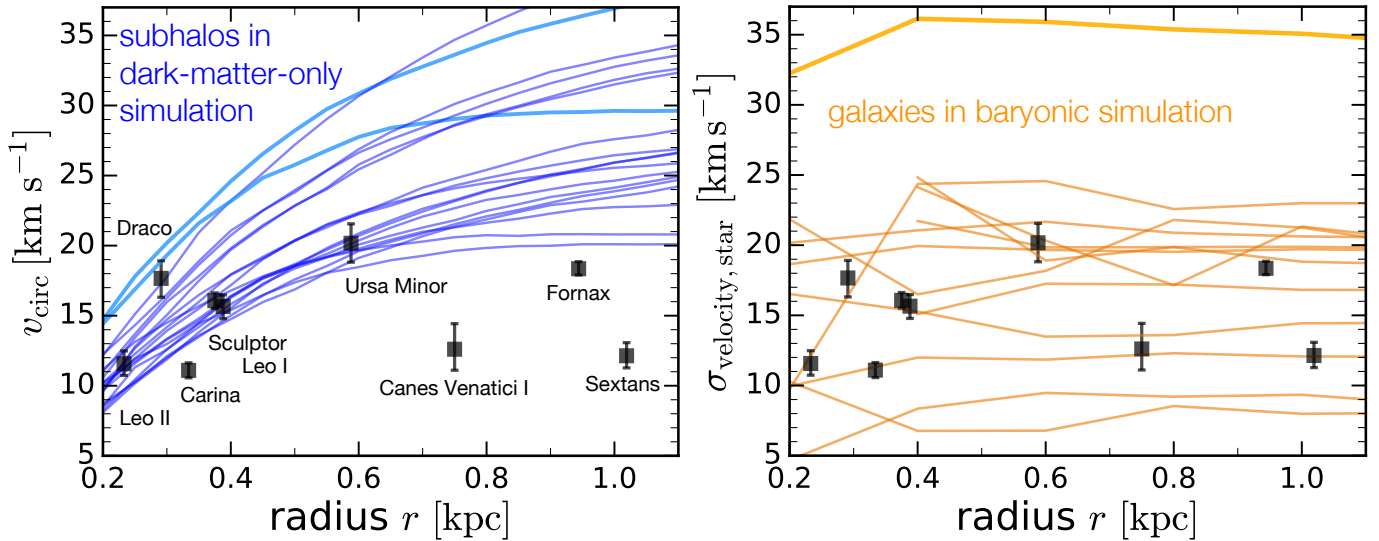 subhalos in
dark-matter-only
simulation
35
30
25
20
15
10
5
v_circ [km s⁻¹]
Draco
Ursa Minor
Fornax
Sculptor
Leo I
Canes Venatici I
Sextans
Carina
Leo II
0.2 0.4 0.6 0.8 1.0
radius r [kpc]
galaxies in baryonic simulation
35
30
25
20
15
10
5
σ_velocity, star [km s⁻¹]
0.2 0.4 0.6 0.8 1.0
radius r [kpc]